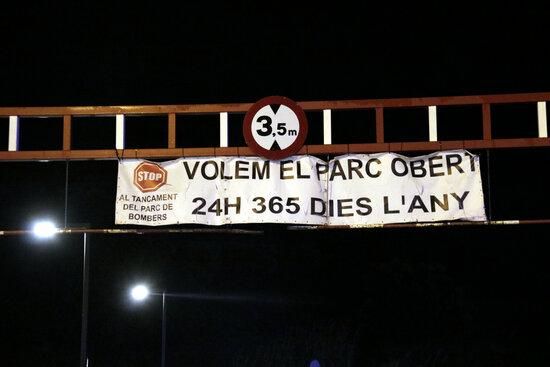 3,5m
STOP
AL TANCAMENT
DEL PARC DE
BOMBERS
VOLEM EL PARC OBERT
24H 365 DIES L'ANY